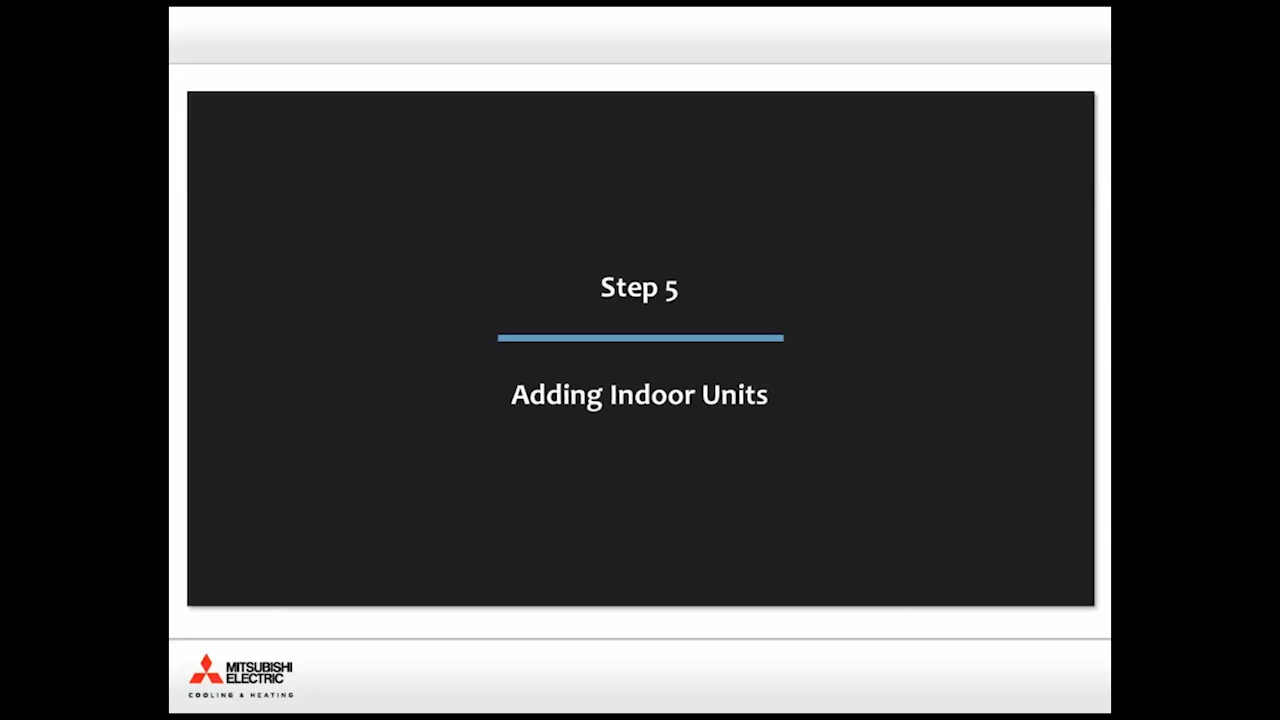 Step 5
Adding Indoor Units
MITSUBISHI
ELECTRIC
COOLING & HEATING